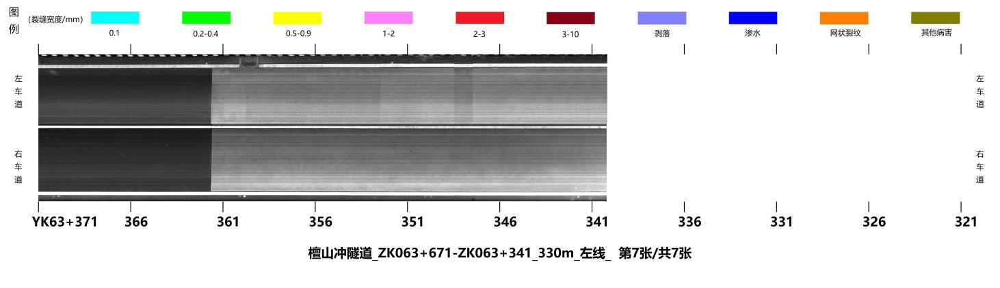 图例 (裂缝宽度/mm)
0.1 0.2-0.4 0.5-0.9 1-2 2-3 3-10 剥落 渗水 网状裂纹 其他病害
左车道 左车道
右车道 右车道
YK63+371 366 361 356 351 346 341 336 331 326 321
檀山冲隧道_ZK063+671-ZK063+341_330m_左线_ 第7张/共7张